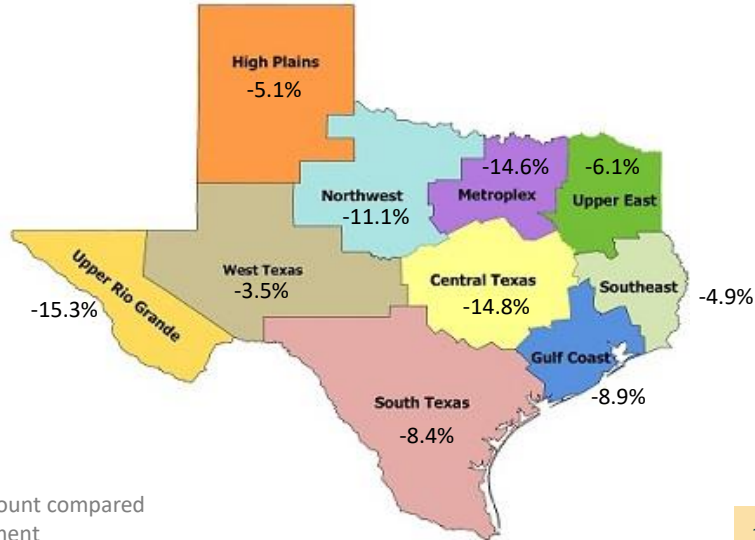 High Plains
-5.1%
Northwest
-11.1%
-14.6%
Metroplex
-6.1%
Upper East
Upper Rio Grande
-15.3%
West Texas
-3.5%
Central Texas
-14.8%
Southeast
-4.9%
Gulf Coast
-8.9%
South Texas
-8.4%
compared